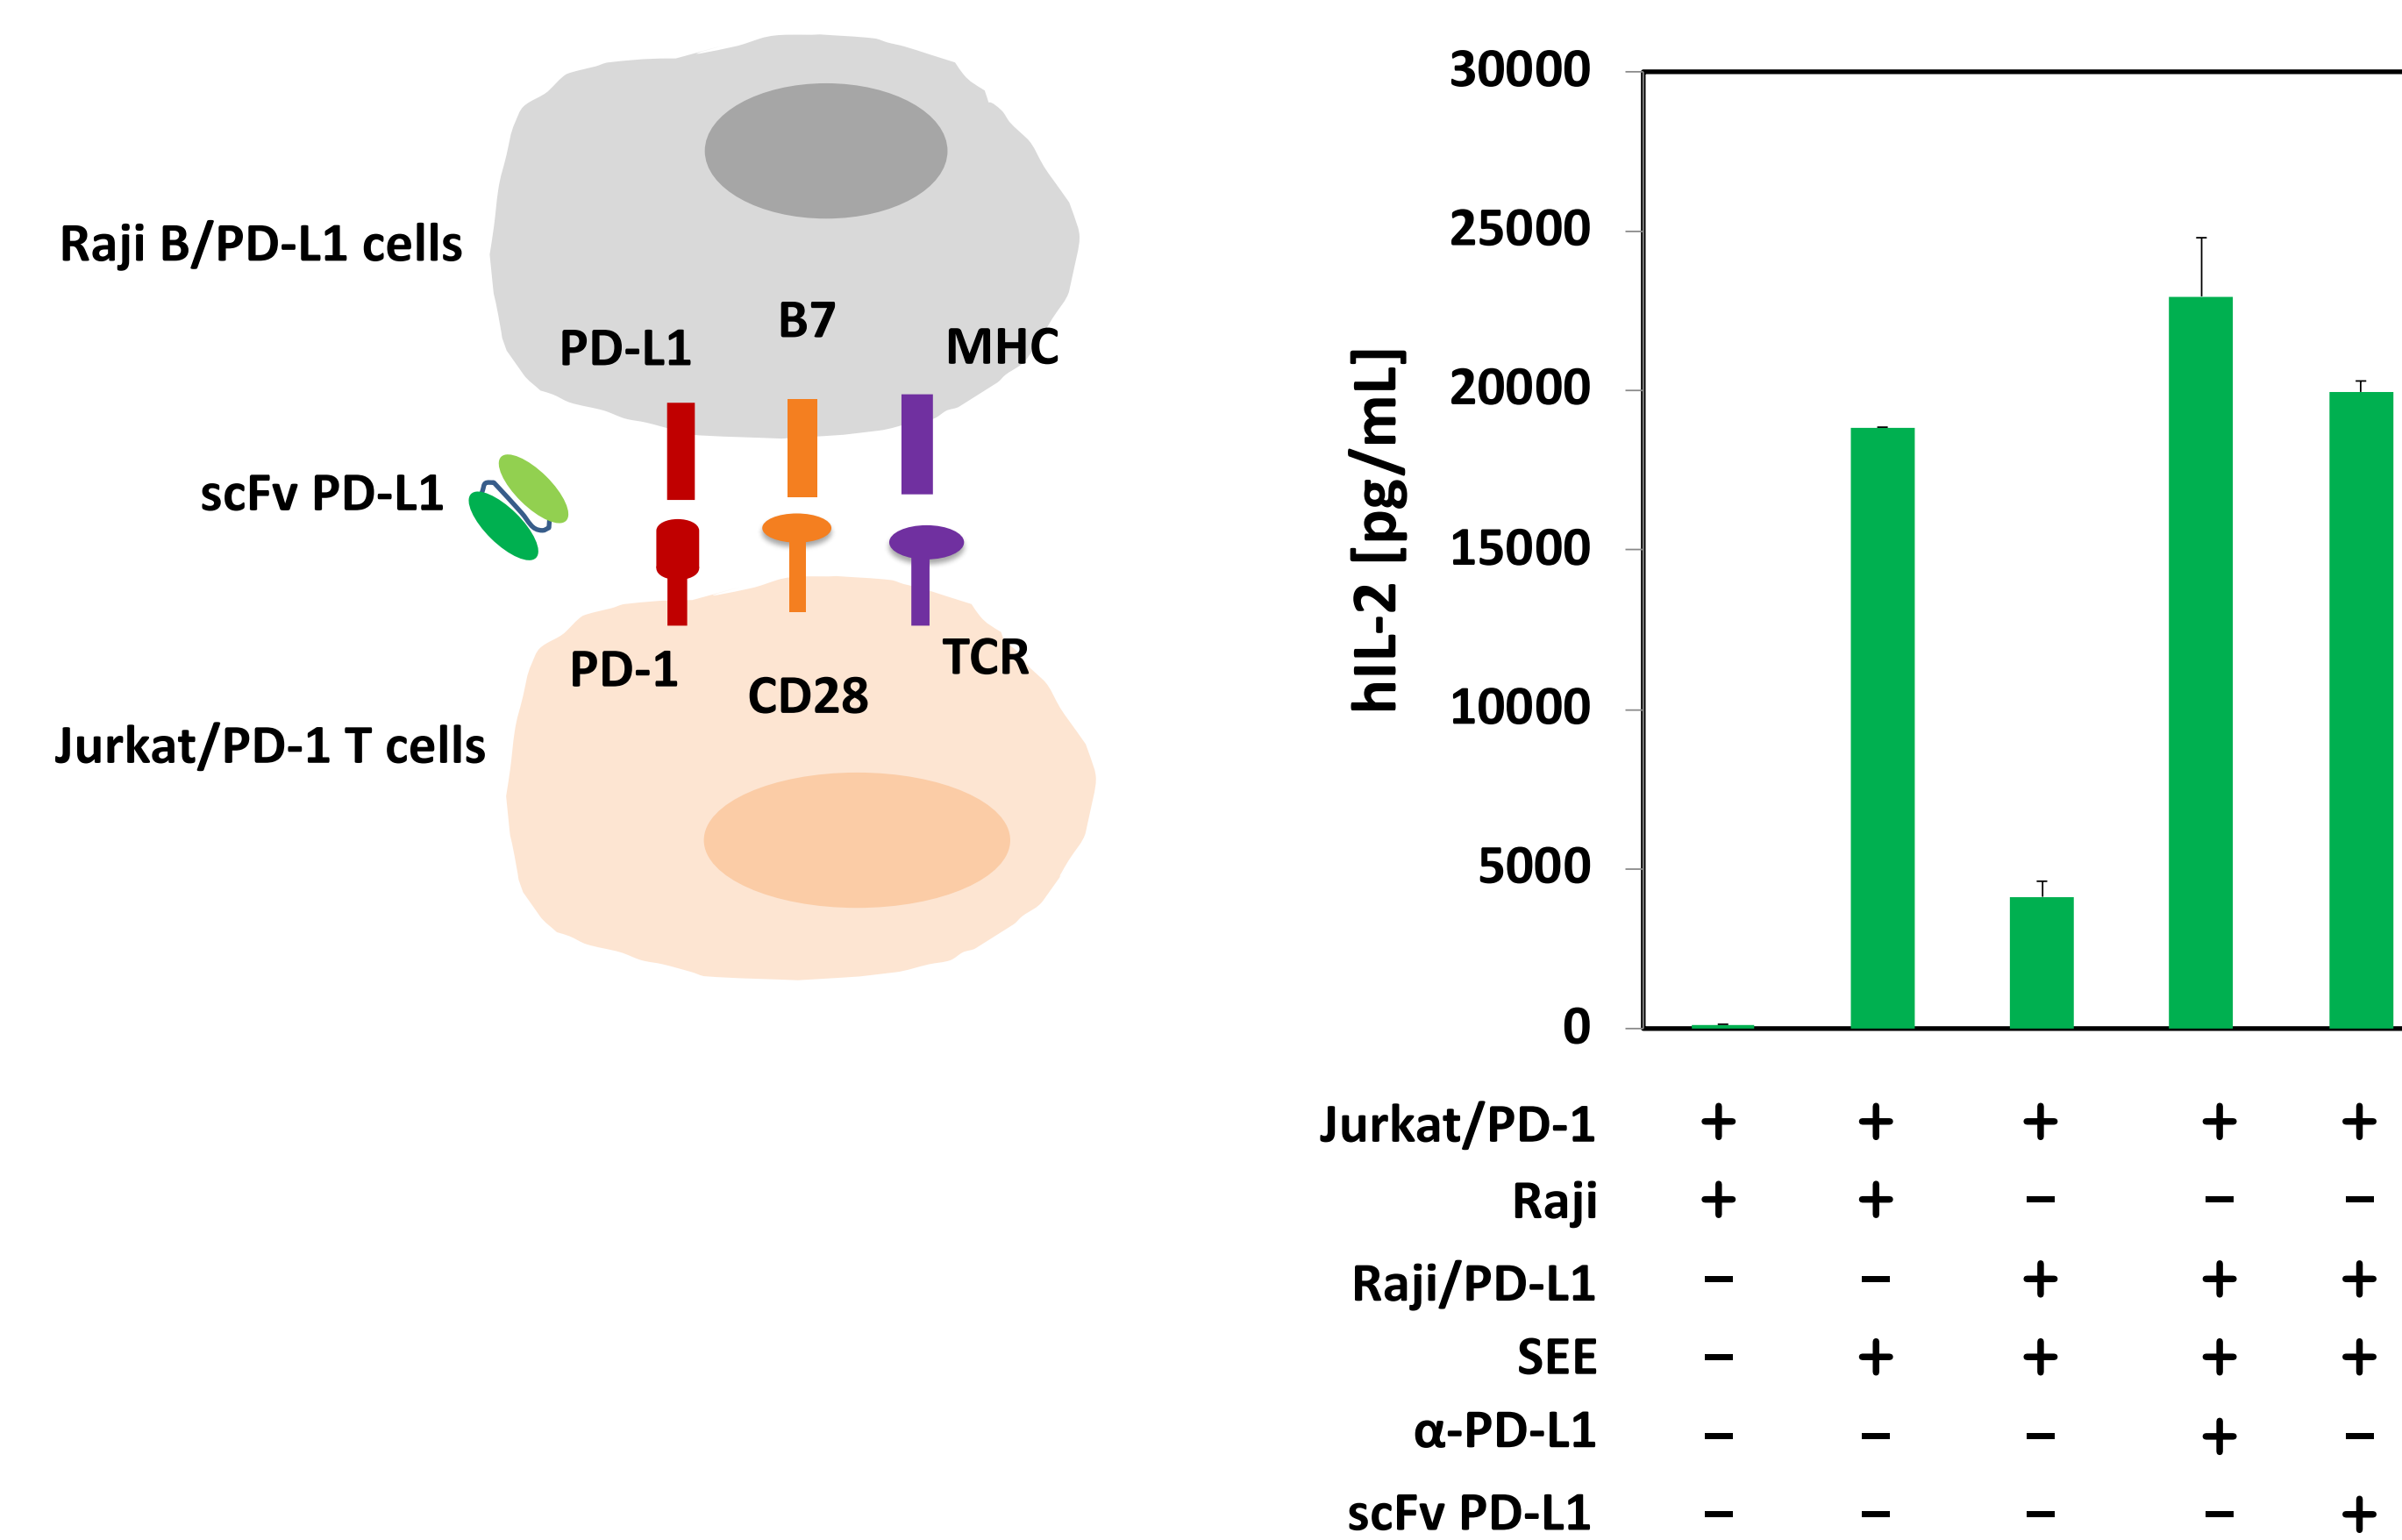 Raji B/PD-L1 cells
PD-L1
B7
MHC
scFv PD-L1
PD-1
CD28
TCR
Jurkat/PD-1 T cells
hIL-2 [pg/mL]
30000
25000
20000
15000
10000
5000
0
Jurkat/PD-1 + + + + +
Raji + + − − −
Raji/PD-L1 − − + + +
SEE − + + + +
α-PD-L1 − − − + −
scFv PD-L1 − − − − +